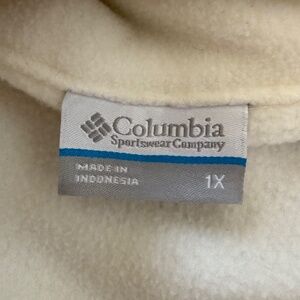 Columbia
Sportswear Company
MADE IN
INDONESIA
1X